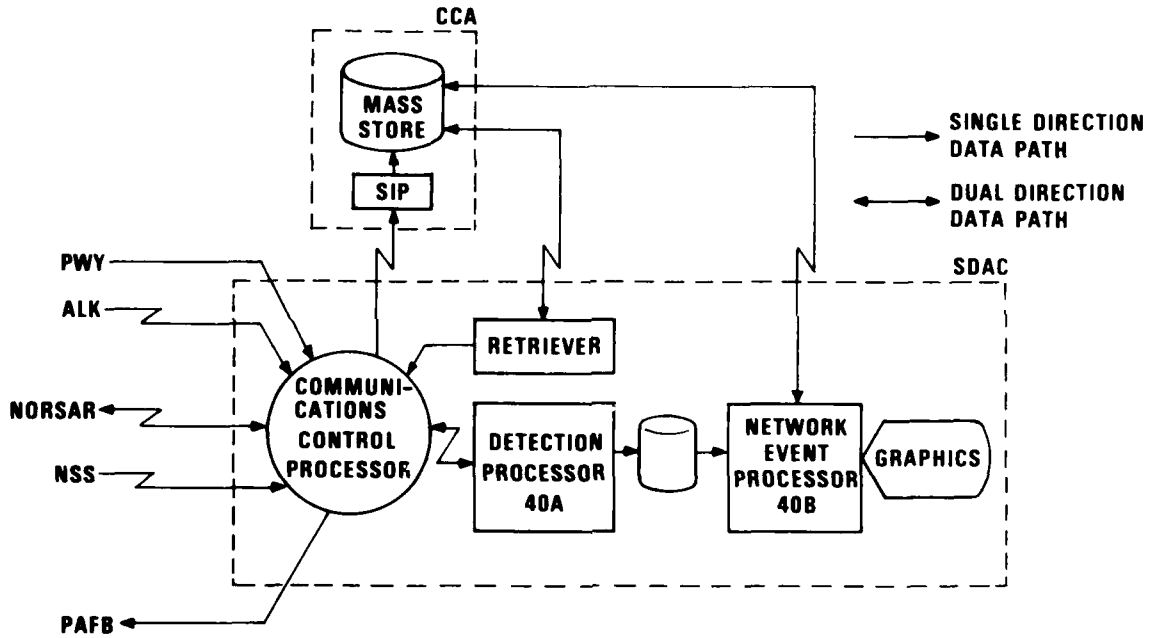 CCA
MASS
STORE
SIP
SINGLE DIRECTION
DATA PATH
DUAL DIRECTION
DATA PATH
SDAC
PWY
ALK
NORSAR
NSS
PAFB
COMMUNI-
CATIONS
CONTROL
PROCESSOR
RETRIEVER
DETECTION
PROCESSOR
40A
NETWORK
EVENT
PROCESSOR
40B
GRAPHICS